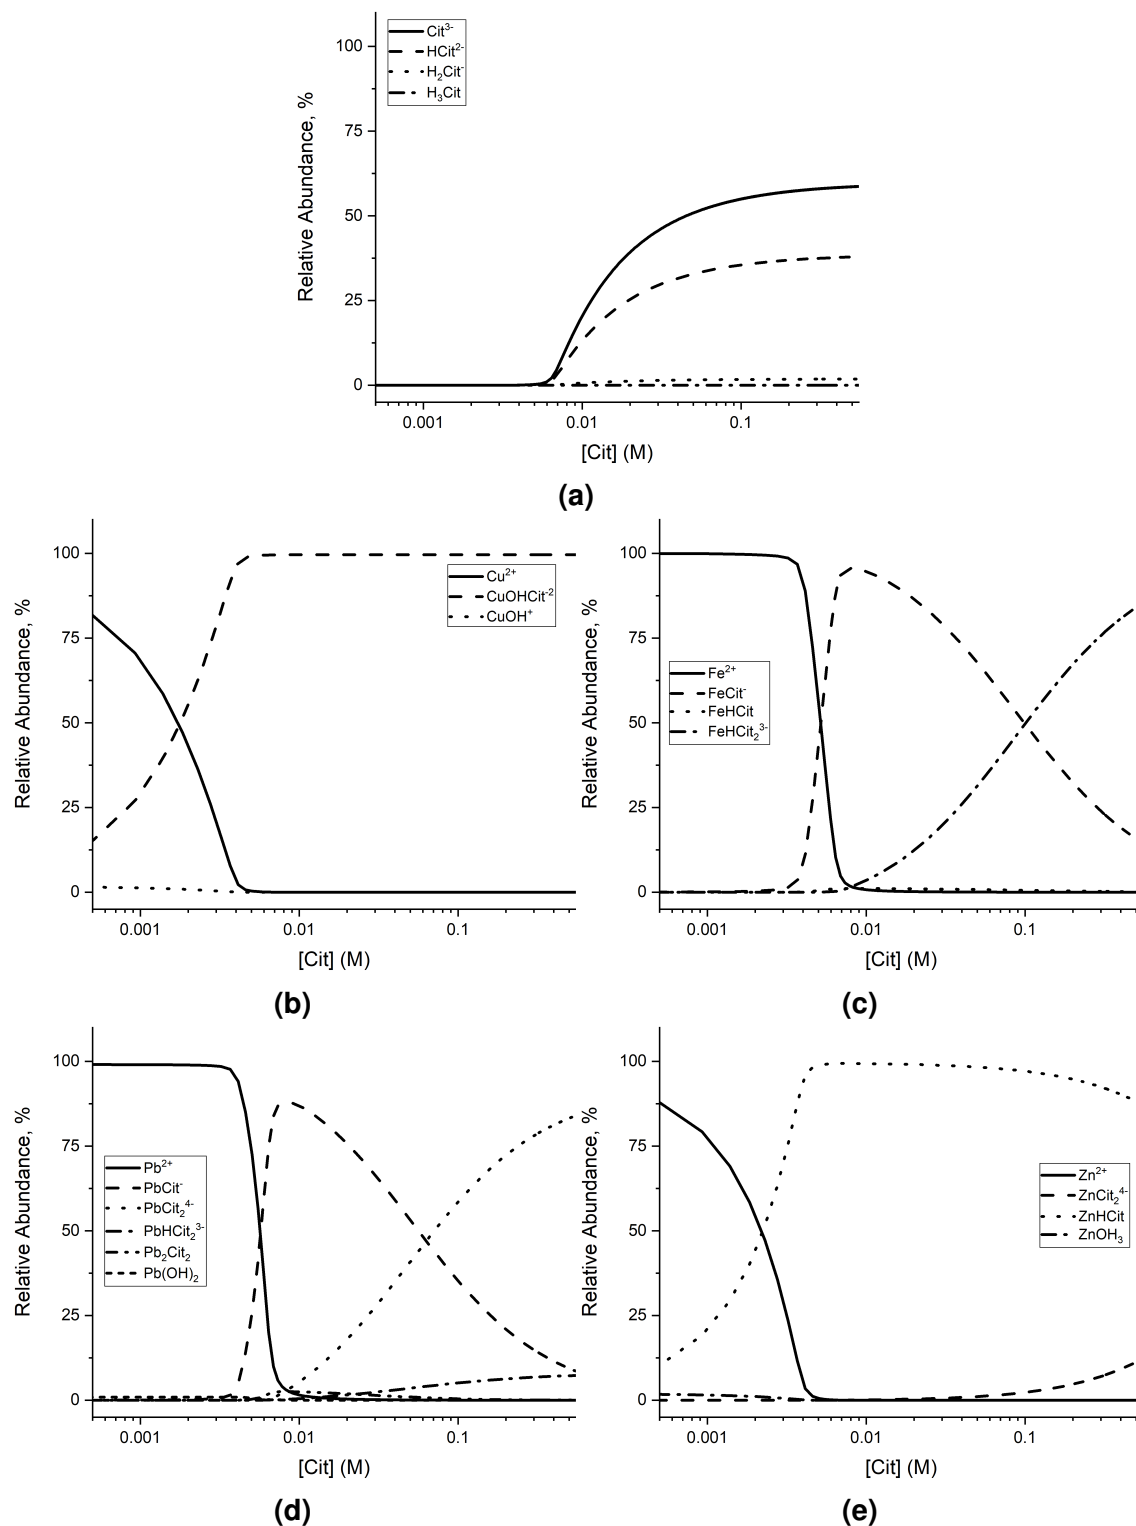 Cit³⁻
HCit²⁻
H₂Cit⁻
H₃Cit
100
75
50
25
0
Relative Abundance, %
0.001 0.01 0.1
[Cit] (M)
(a)
100
75
50
25
0
Relative Abundance, %
Cu²⁺
CuOHCit⁻²
CuOH⁺
0.001 0.01 0.1
[Cit] (M)
(b)
100
75
50
25
0
Relative Abundance, %
Fe²⁺
FeCit⁻
FeHCit
FeHCit₂³⁻
0.001 0.01 0.1
[Cit] (M)
(c)
100
75
50
25
0
Relative Abundance, %
Pb²⁺
PbCit⁻
PbCit₂⁴⁻
PbHCit₂³⁻
Pb₂Cit₂
Pb(OH)₂
0.001 0.01 0.1
[Cit] (M)
(d)
100
75
50
25
0
Relative Abundance, %
Zn²⁺
ZnCit₂⁴⁻
ZnHCit
ZnOH₃
0.001 0.01 0.1
[Cit] (M)
(e)